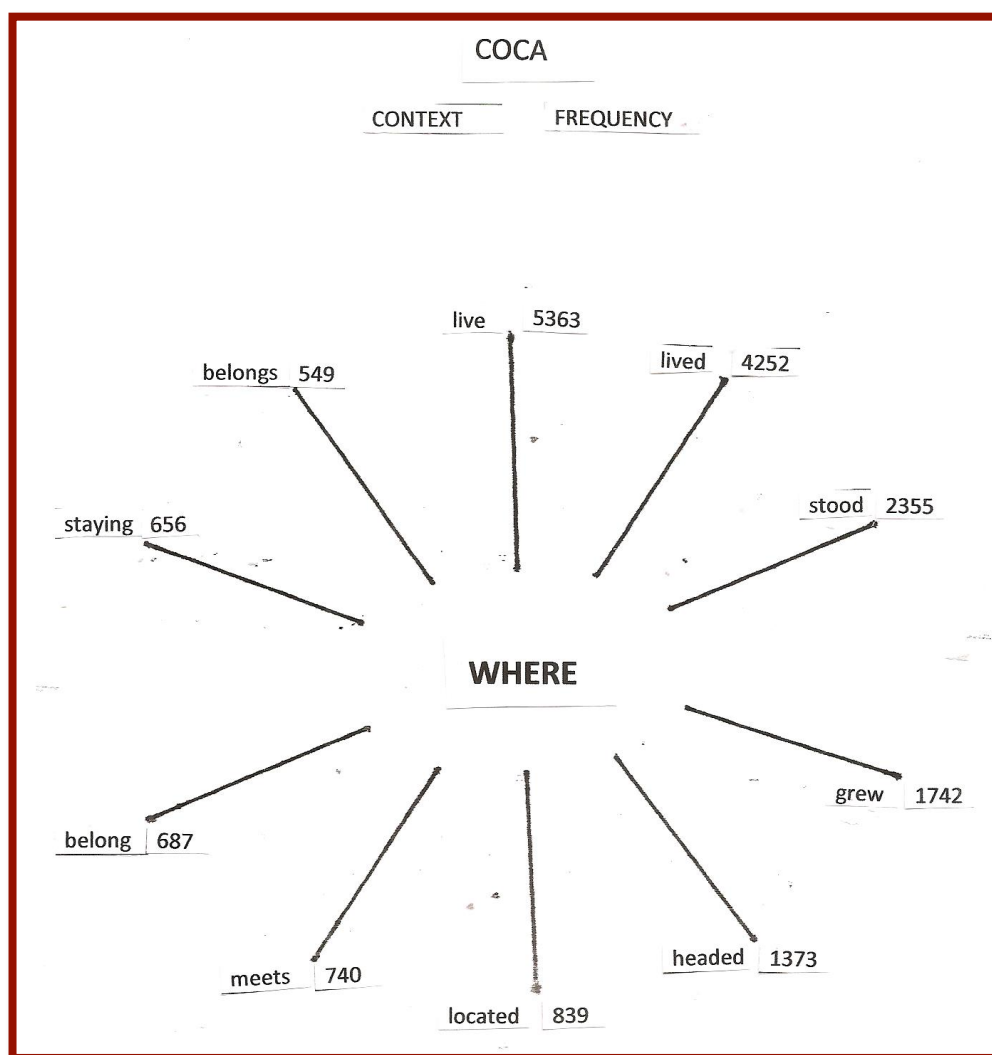 COCA
CONTEXT FREQUENCY
live 5363
lived 4252
belongs 549
stood 2355
staying 656
WHERE
grew 1742
belong 687
headed 1373
meets 740
located 839